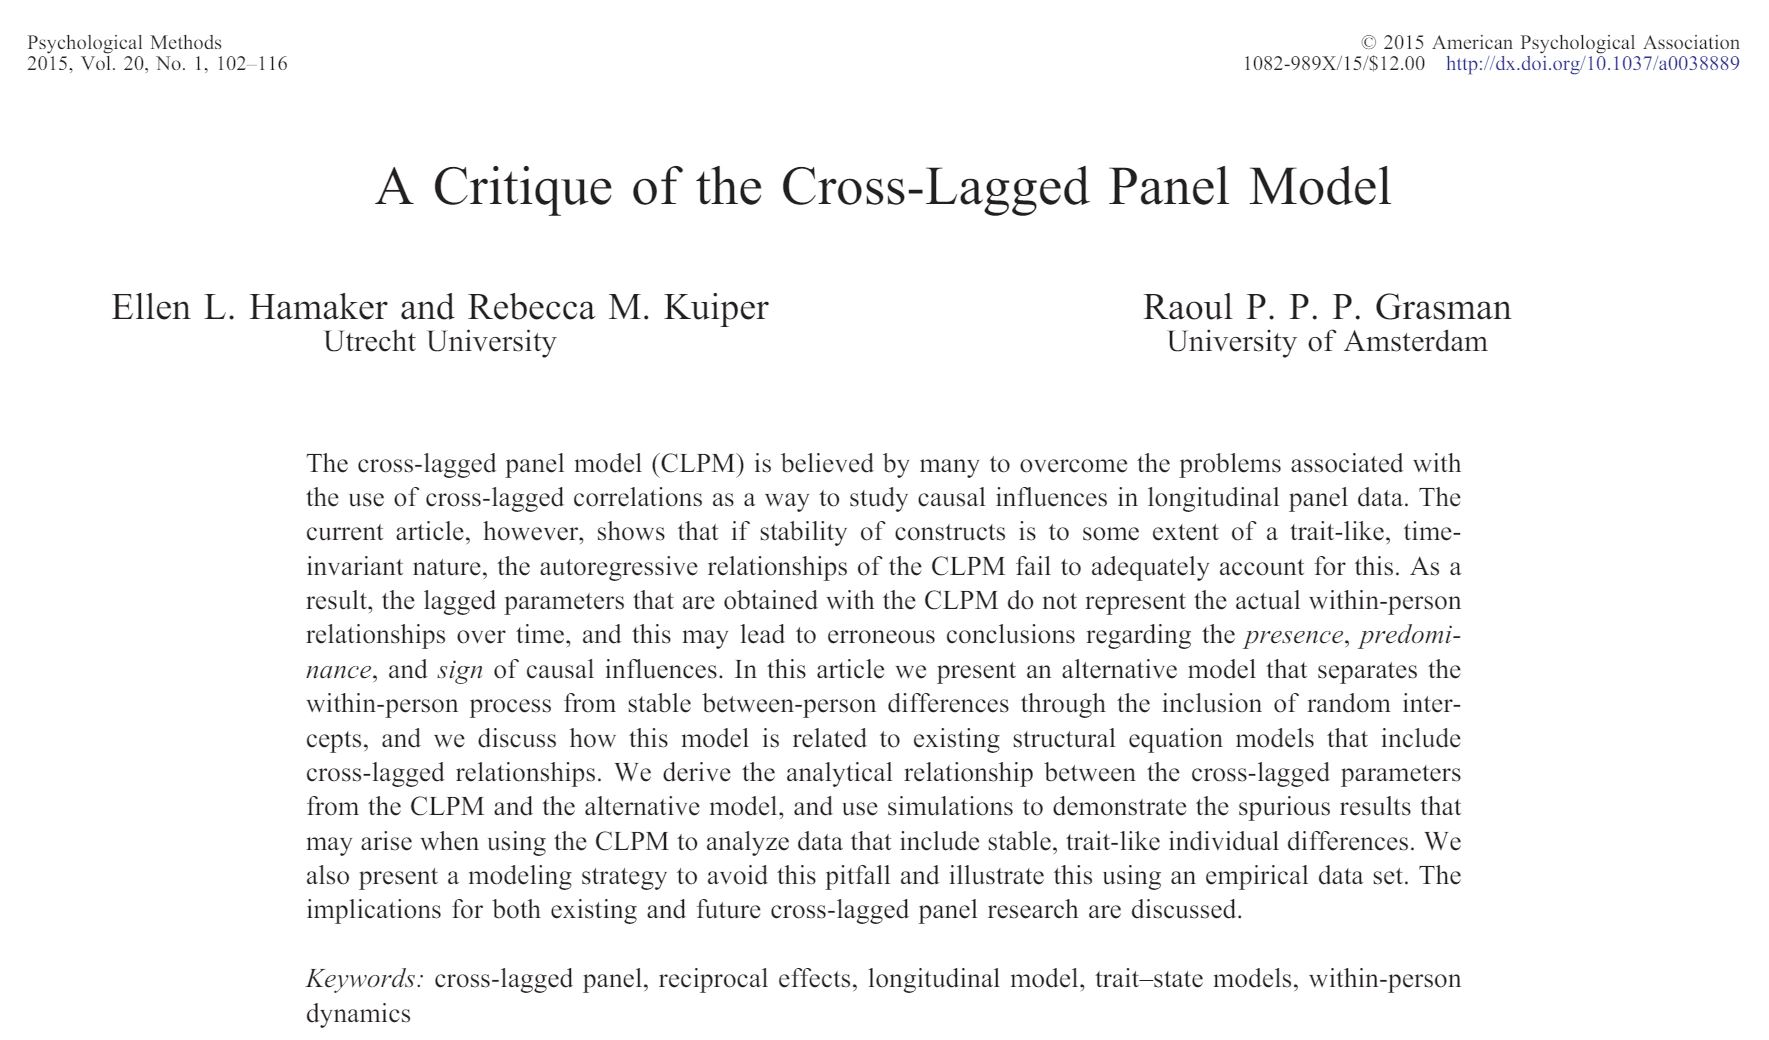 Psychological Methods
2015, Vol. 20, No. 1, 102–116
© 2015 American Psychological Association
1082-989X/15/$12.00 http://dx.doi.org/10.1037/a0038889
A Critique of the Cross-Lagged Panel Model
Ellen L. Hamaker and Rebecca M. Kuiper
Utrecht University
Raoul P. P. P. Grasman
University of Amsterdam
The cross-lagged panel model (CLPM) is believed by many to overcome the problems associated with
the use of cross-lagged correlations as a way to study causal influences in longitudinal panel data. The
current article, however, shows that if stability of constructs is to some extent of a trait-like, time-
invariant nature, the autoregressive relationships of the CLPM fail to adequately account for this. As a
result, the lagged parameters that are obtained with the CLPM do not represent the actual within-person
relationships over time, and this may lead to erroneous conclusions regarding the presence, predomi-
nance, and sign of causal influences. In this article we present an alternative model that separates the
within-person process from stable between-person differences through the inclusion of random inter-
cepts, and we discuss how this model is related to existing structural equation models that include
cross-lagged relationships. We derive the analytical relationship between the cross-lagged parameters
from the CLPM and the alternative model, and use simulations to demonstrate the spurious results that
may arise when using the CLPM to analyze data that include stable, trait-like individual differences. We
also present a modeling strategy to avoid this pitfall and illustrate this using an empirical data set. The
implications for both existing and future cross-lagged panel research are discussed.
Keywords: cross-lagged panel, reciprocal effects, longitudinal model, trait–state models, within-person
dynamics